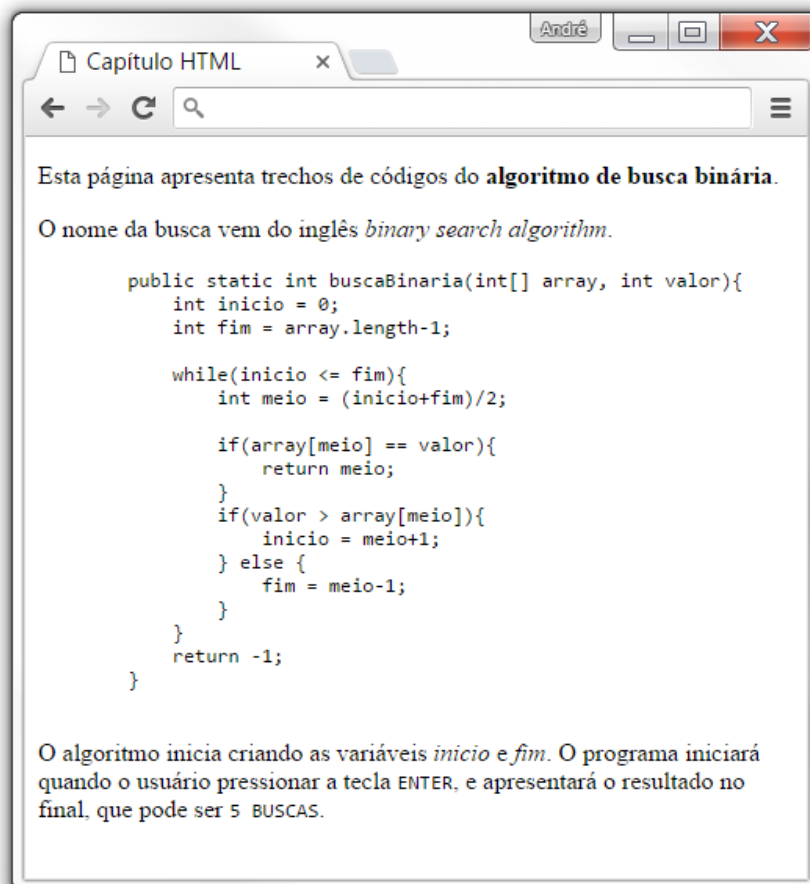 André
Capítulo HTML
Esta página apresenta trechos de códigos do algoritmo de busca binária.
O nome da busca vem do inglês binary search algorithm.
public static int buscaBinaria(int[] array, int valor){
    int inicio = 0;
    int fim = array.length-1;
    while(inicio <= fim){
        int meio = (inicio+fim)/2;
        if(array[meio] == valor){
            return meio;
        }
        if(valor > array[meio]){
            inicio = meio+1;
        } else {
            fim = meio-1;
        }
    }
    return -1;
}
O algoritmo inicia criando as variáveis inicio e fim. O programa iniciará
quando o usuário pressionar a tecla ENTER, e apresentará o resultado no
final, que pode ser 5 BUSCAS.